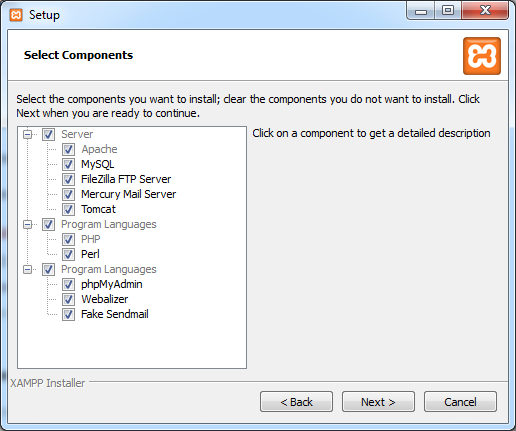 Setup
Select Components
Select the components you want to install; clear the components you do not want to install. Click
Next when you are ready to continue.
Server
Apache
MySQL
FileZilla FTP Server
Mercury Mail Server
Tomcat
Program Languages
PHP
Perl
Program Languages
phpMyAdmin
Webalizer
Fake Sendmail
Click on a component to get a detailed description
XAMPP Installer
< Back
Next >
Cancel